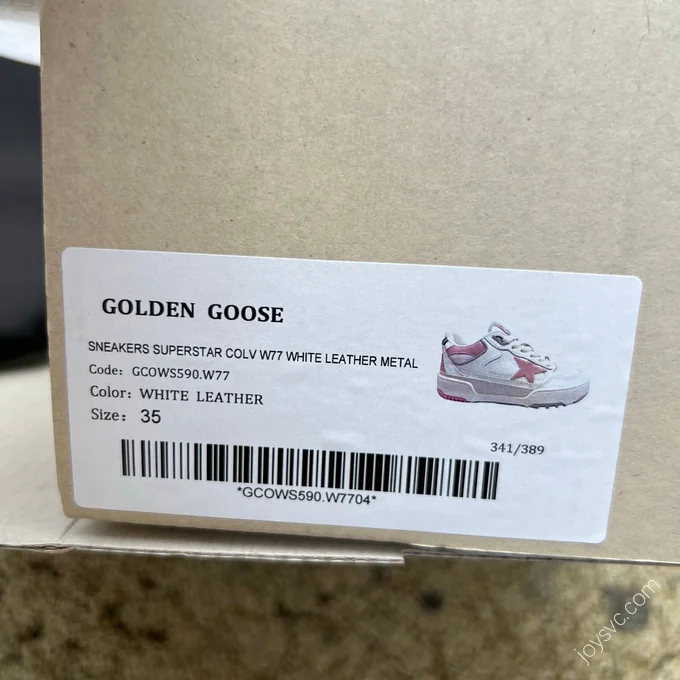 GOLDEN GOOSE
SNEAKERS SUPERSTAR COLV W77 WHITE LEATHER METAL
Code: GCOWS590.W77
Color: WHITE LEATHER
Size: 35
341/389
*GCOWS590.W7704*
joysvc.com